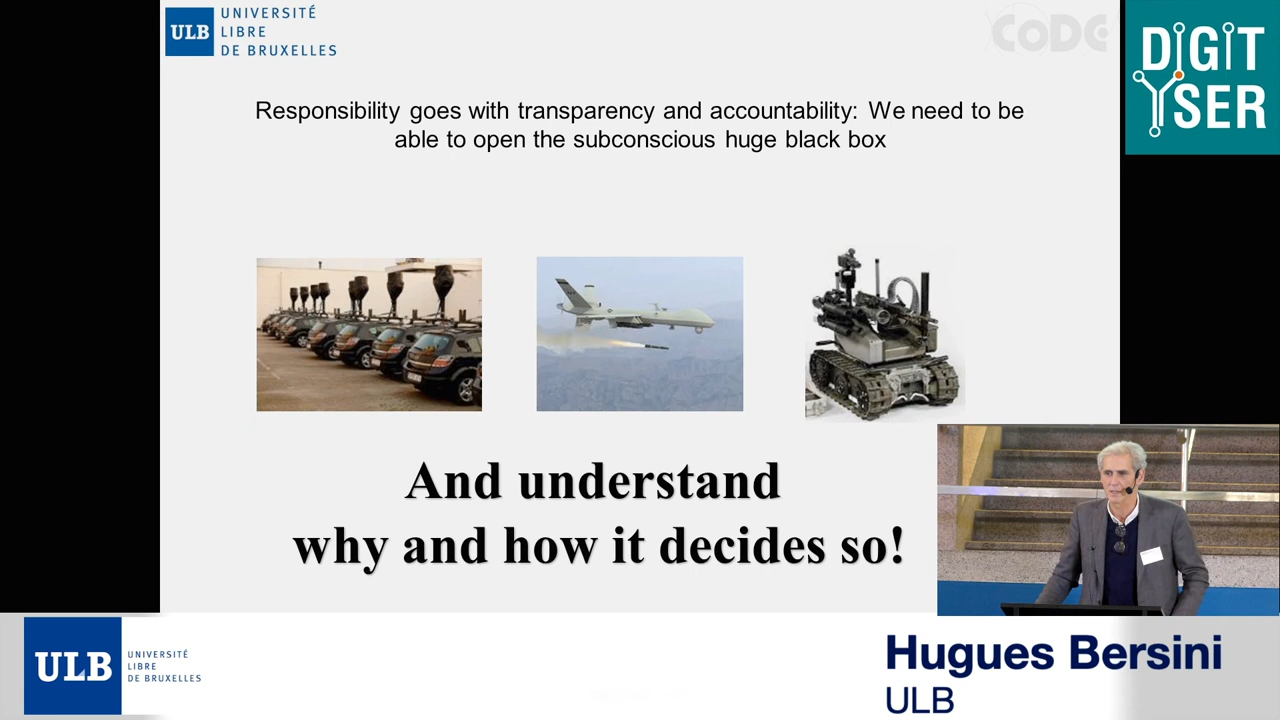 ULB
UNIVERSITÉ
LIBRE
DE BRUXELLES
CODE
DIGIT
YSER
Responsibility goes with transparency and accountability: We need to be
able to open the subconscious huge black box
And understand
why and how it decides so!
ULB
UNIVERSITÉ
LIBRE
DE BRUXELLES
Hugues Bersini
ULB